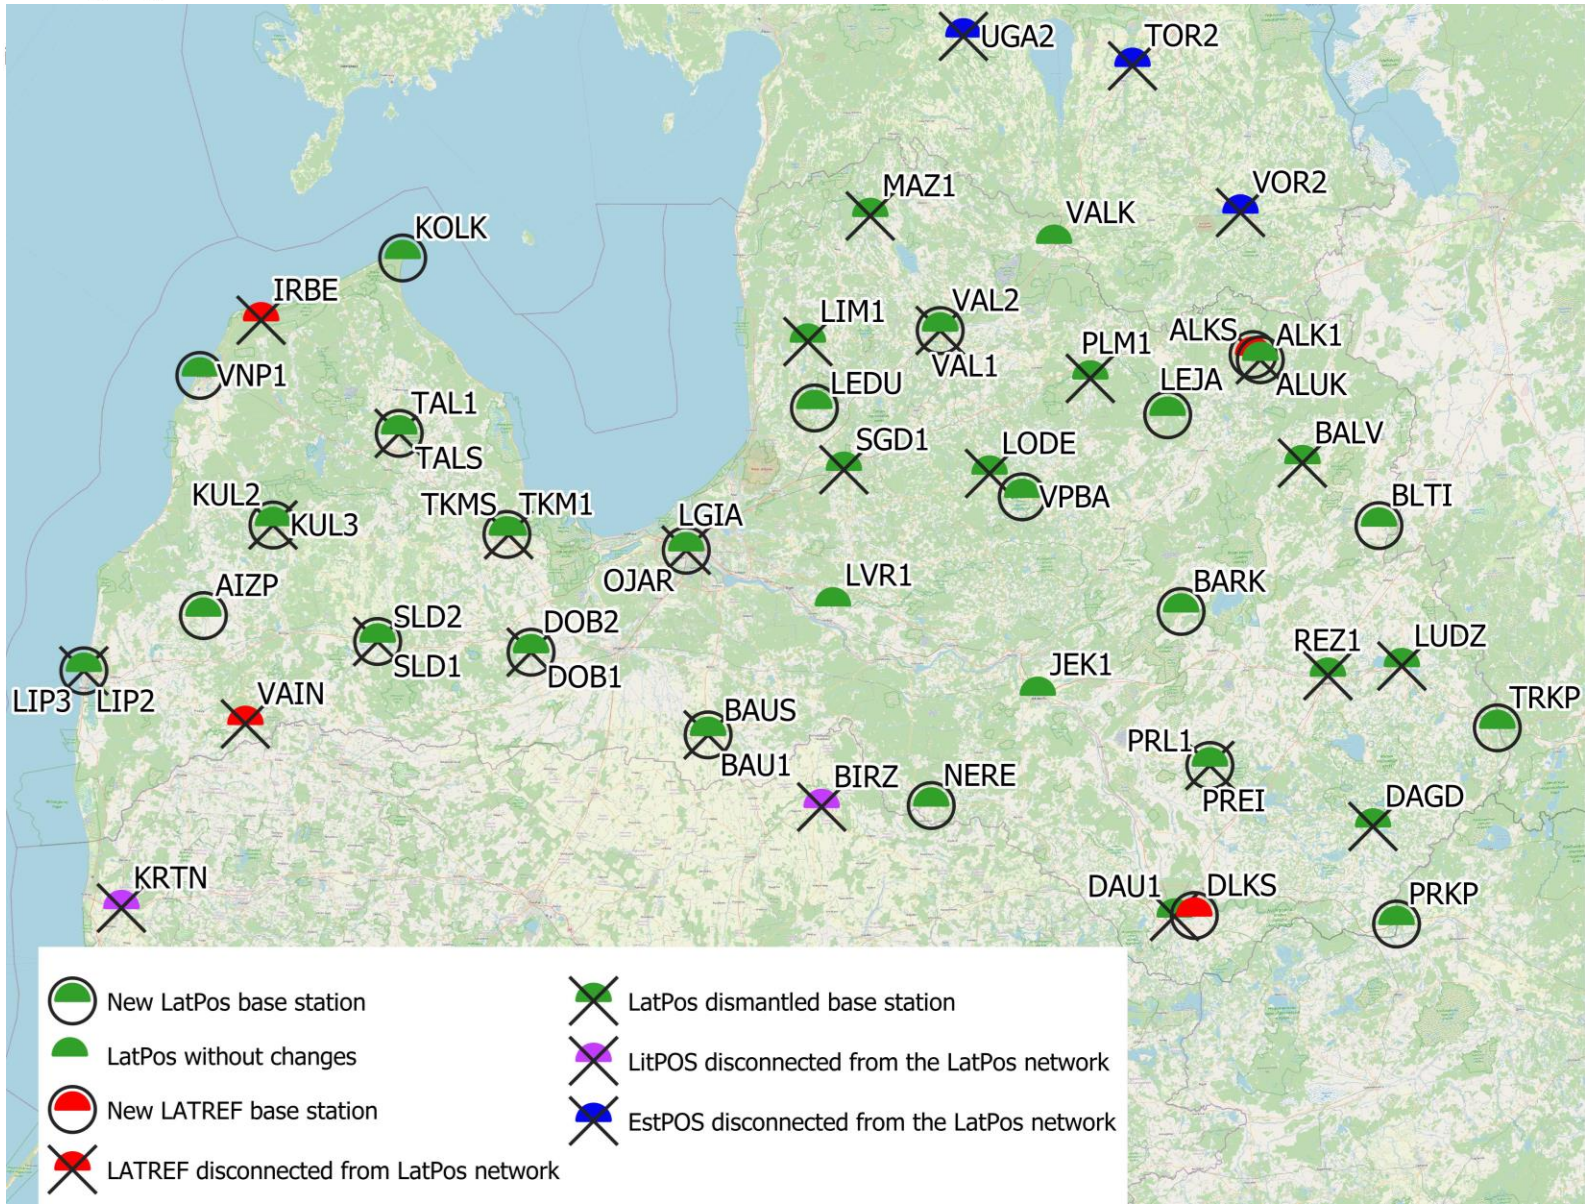 UGA2
TOR2
MAZ1
VOR2
VALK
KOLK
IRBE
LIM1
VAL2
VAL1
ALKS
ALK1
PLM1
VNP1
LEDU
LEJA
ALUK
TAL1
TALS
SGD1
LODE
BALV
KUL2
KUL3
TKMS
TKM1
VPBA
BLTI
LGIA
OJAR
LVR1
AIZP
BARK
SLD2
SLD1
DOB2
DOB1
REZ1
LUDZ
LIP3
LIP2
VAIN
JEK1
BAUS
BAU1
TRKP
PRL1
PREI
BIRZ
NERE
DAGD
KRTN
DAU1
DLKS
PRKP
New LatPos base station
LatPos without changes
New LATREF base station
LATREF disconnected from LatPos network
LatPos dismantled base station
LitPOS disconnected from the LatPos network
EstPOS disconnected from the LatPos network